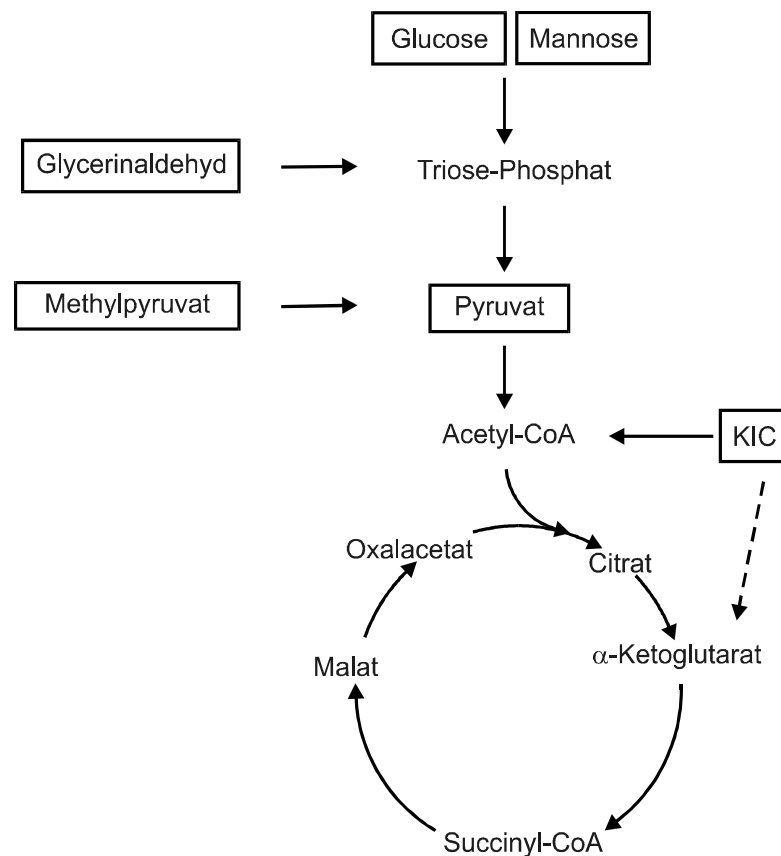 Glucose Mannose
Glycerinaldehyd
Triose-Phosphat
Methylpyruvat
Pyruvat
Acetyl-CoA
KIC
Oxalacetat
Citrat
α-Ketoglutarat
Malat
Succinyl-CoA